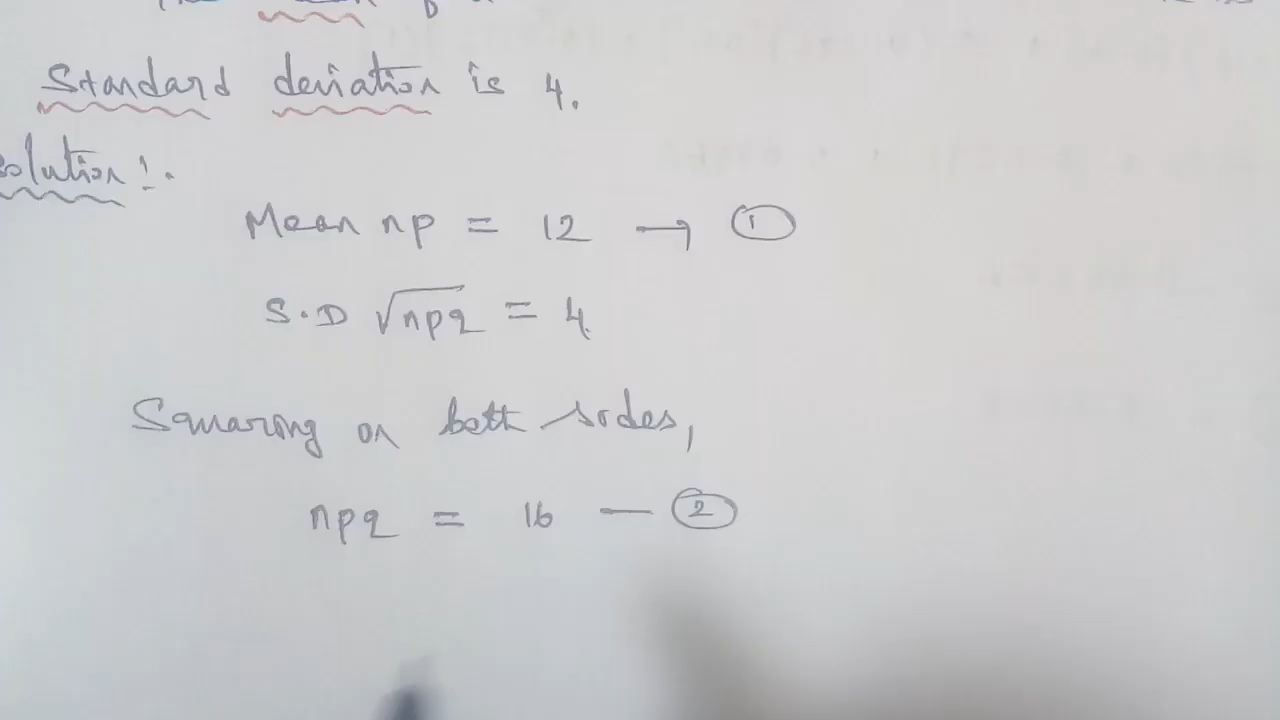 Standard deviation is 4.
Solution :.
Mean np = 12 → ①
S.D √npq = 4.
Squaring on both sides,
npq = 16 — ②